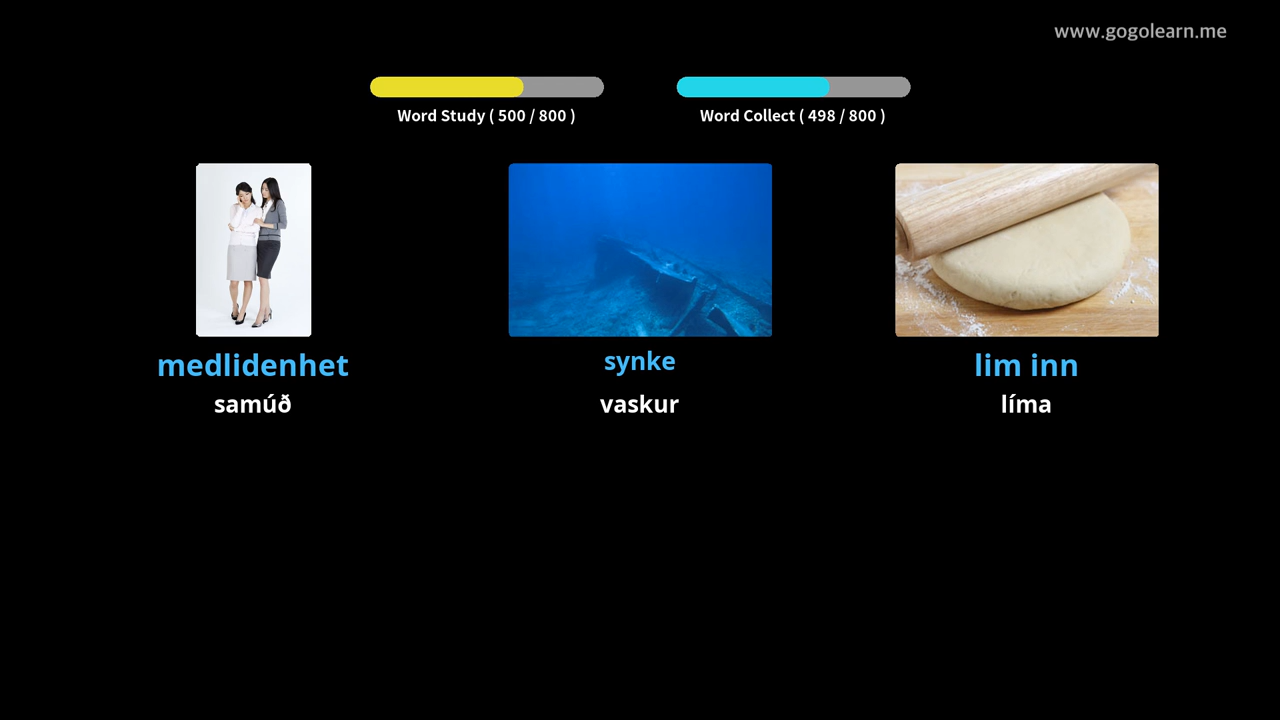 www.gogolearn.me
Word Study ( 500 / 800 )
Word Collect ( 498 / 800 )
medlidenhet
samúð
synke
vaskur
lim inn
líma